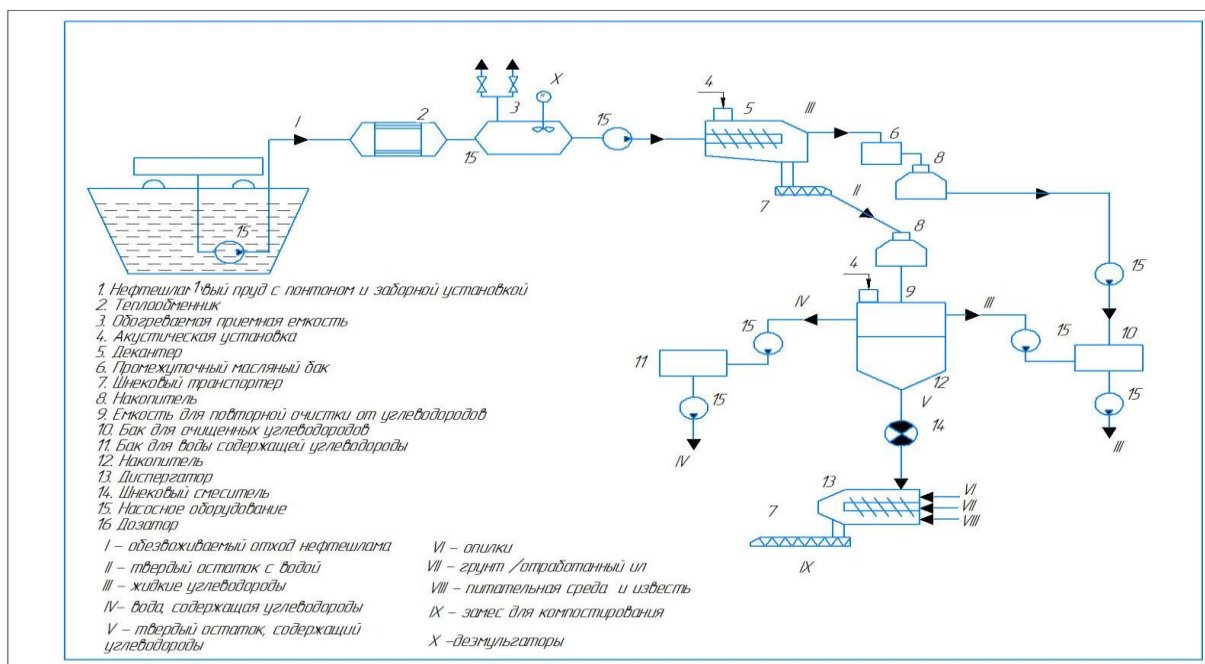 X
3
2
I
15
15
15
4
5
III
6
8
7
II
8
15
4
9
IV
15
III
15
10
11
15
12
V
15
14
IV
III
13
VI
VII
VIII
7
IX
1. Нефтешламовый пруд с понтоном и заборной установкой
1
2. Теплообменник
3. Обогреваемая приемная емкость
4. Акустическая установка
5. Декантер
6. Промежуточный масляный бак
7. Шнековый транспортер
8. Накопитель
9. Емкость для повторной очистки от углеводородов
10. Бак для очищенных углеводородов
11. Бак для воды содержащей углеводороды
12. Накопитель
13. Диспергатор
14. Шнековый смеситель
15. Насосное оборудование
16 Дозатор
I – обезвоживаемый отход нефтешлама
II – твердый остаток с водой
III – жидкие углеводороды
IV– вода, содержащая углеводороды
V – твердый остаток, содержащий
углеводороды
VI – опилки
VII – грунт /отработанный ил
VIII – питательная среда и известь
IX – замес для компостирования
X –деэмульгаторы